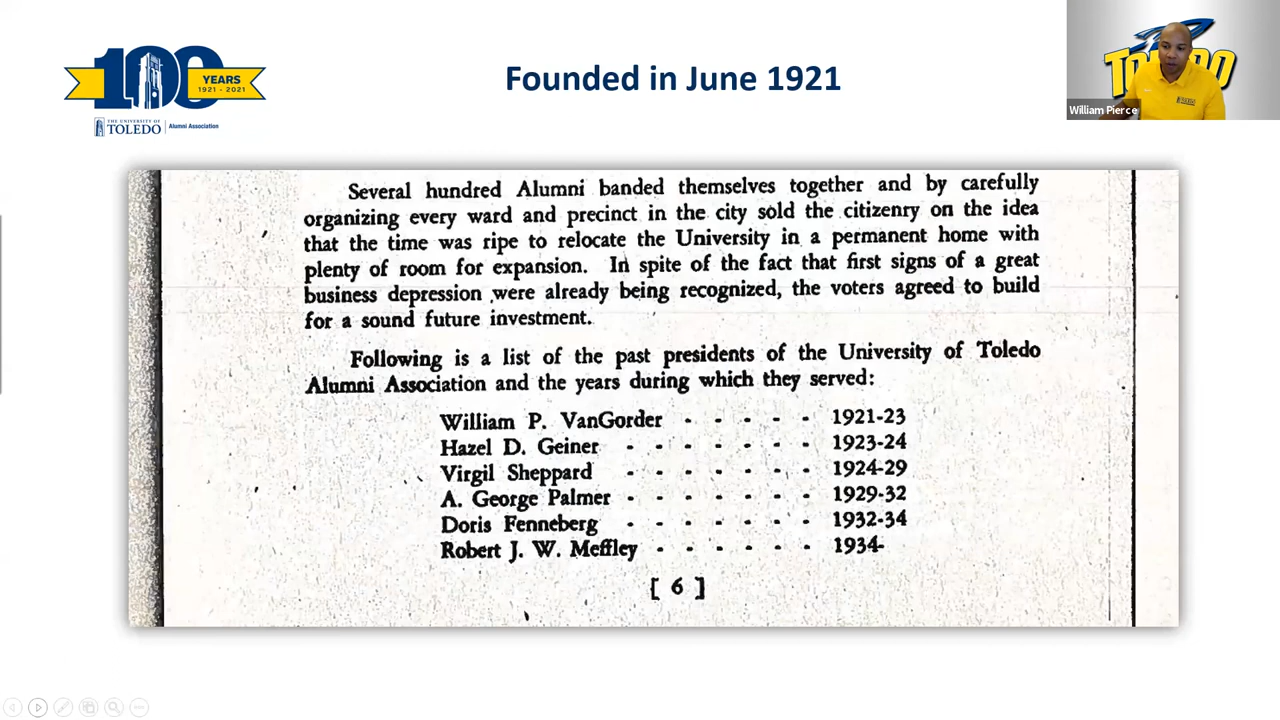 100
YEARS
1921 - 2021
THE UNIVERSITY OF
TOLEDO
Alumni Association
Founded in June 1921
TOLEDO
William Pierce
Several hundred Alumni banded themselves together and by carefully
organizing every ward and precinct in the city sold the citizenry on the idea
that the time was ripe to relocate the University in a permanent home with
plenty of room for expansion. In spite of the fact that first signs of a great
business depression were already being recognized, the voters agreed to build
for a sound future investment.
Following is a list of the past presidents of the University of Toledo
Alumni Association and the years during which they served:
William P. VanGorder - - - - - 1921-23
Hazel D. Geiner - - - - - - - 1923-24
Virgil Sheppard - - - - - - - 1924-29
A. George Palmer - - - - - - - 1929-32
Doris Fenneberg - - - - - - - 1932-34
Robert J. W. Meffley - - - - - - 1934-
[ 6 ]